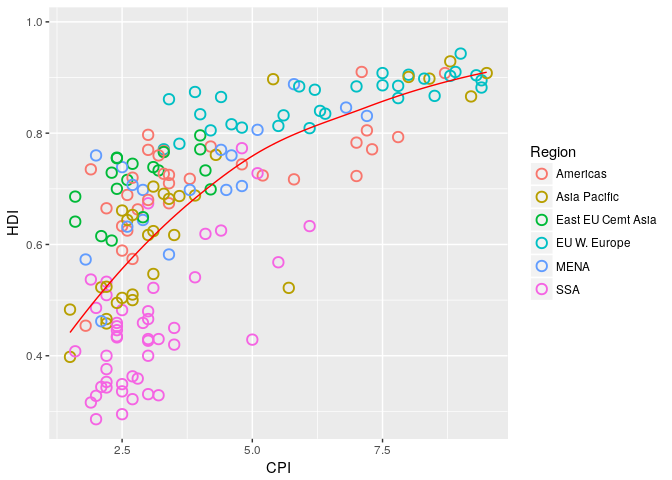 1.0
0.8
0.6
0.4
HDI
2.5
5.0
7.5
CPI
Region
Americas
Asia Pacific
East EU Cemt Asia
EU W. Europe
MENA
SSA